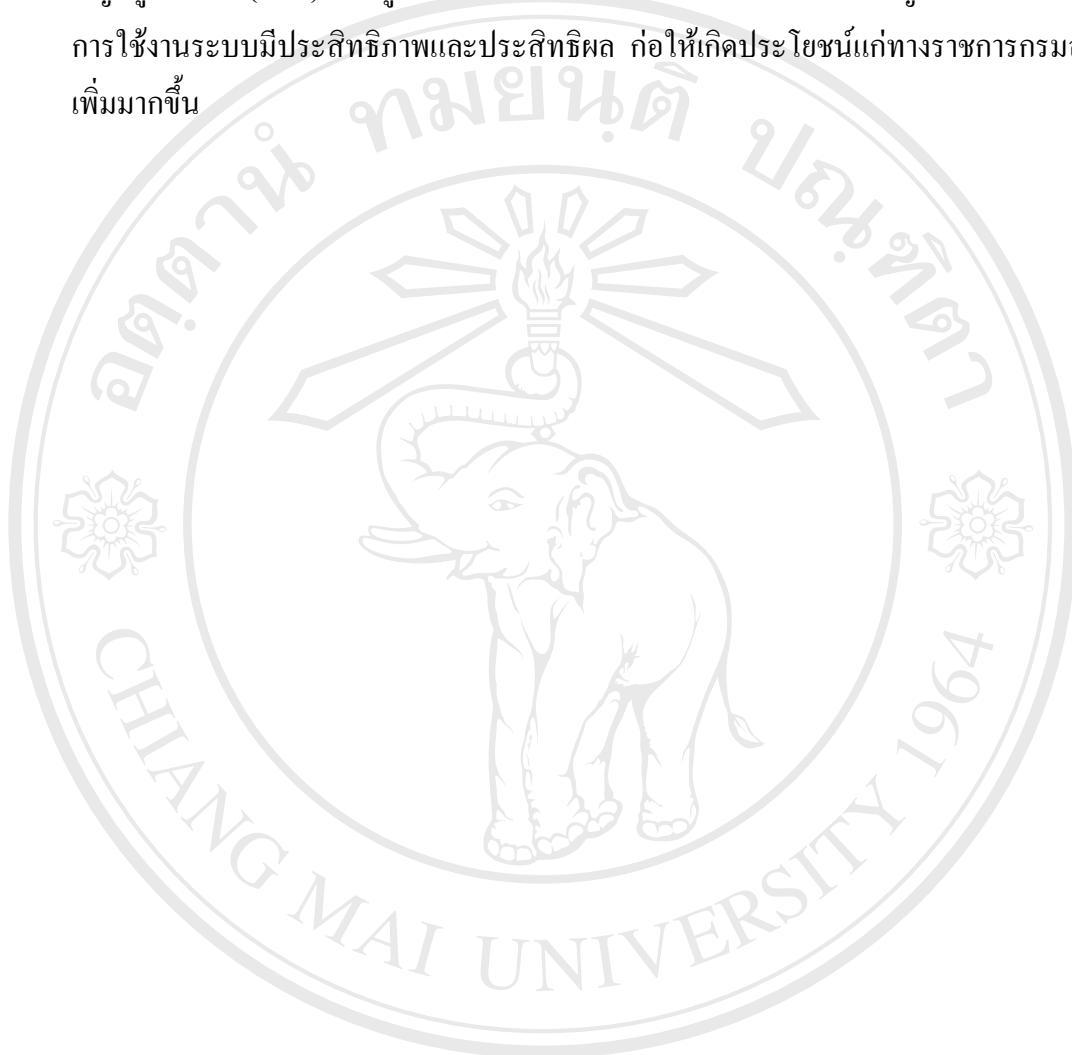 การใช้งานระบบมีประสิทธิภาพและประสิทธิผล ก่อให้เกิดประโยชน์แก่ทางราชการกรม
เพิ่มมากขึ้น
อตฺตานํ ทมยนฺติ ปณฺฑิตา
CHIANG MAI UNIVERSITY 1964